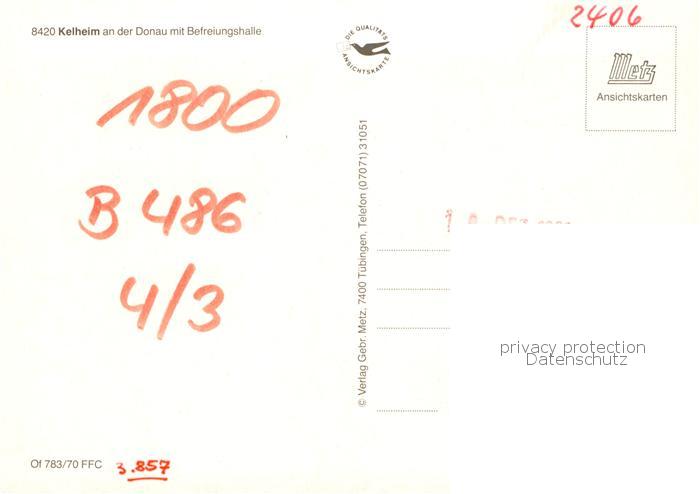 2406
8420 Kelheim an der Donau mit Befreiungshalle
DIE QUALITÄTS
ANSICHTSKARTE
Metz
Ansichtskarten
1800
B 486
4/3
© Verlag Gebr. Metz, 7400 Tübingen, Telefon (07071) 31051
privacy protection
Datenschutz
Of 783/70 FFC
3.857